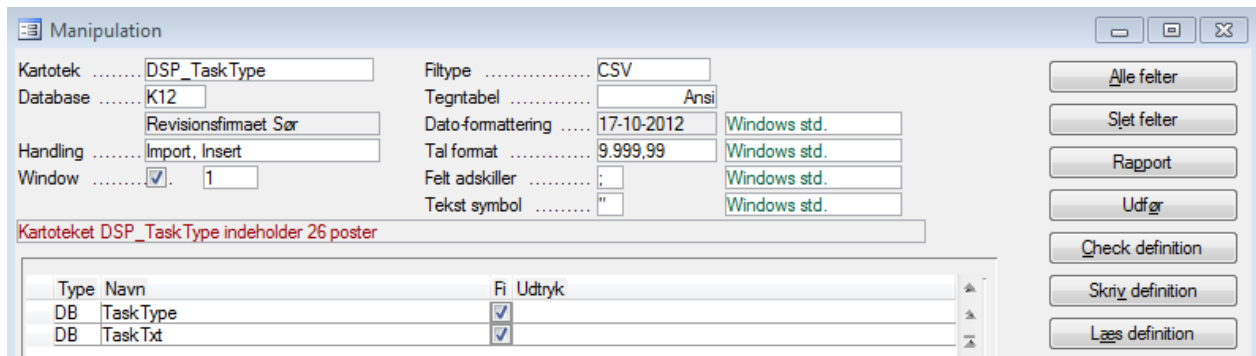 Manipulation
Kartotek ........ DSP_TaskType Filtype ................. CSV Alle felter
Database ....... K12 Tegntabel ............. Ansi Slet felter
Revisionsfirmaet Sør Dato-formattering ..... 17-10-2012 Windows std.
Handling ........ Import, Insert Tal format ............ 9.999,99 Windows std. Rapport
Window ......... . 1 Felt adskiller .......... ; Windows std. Udfør
Tekst symbol ......... " Windows std.
Kartoteket DSP_TaskType indeholder 26 poster Check definition
Type Navn Fi Udtryk Skriv definition
DB TaskType
DB TaskTxt Læs definition